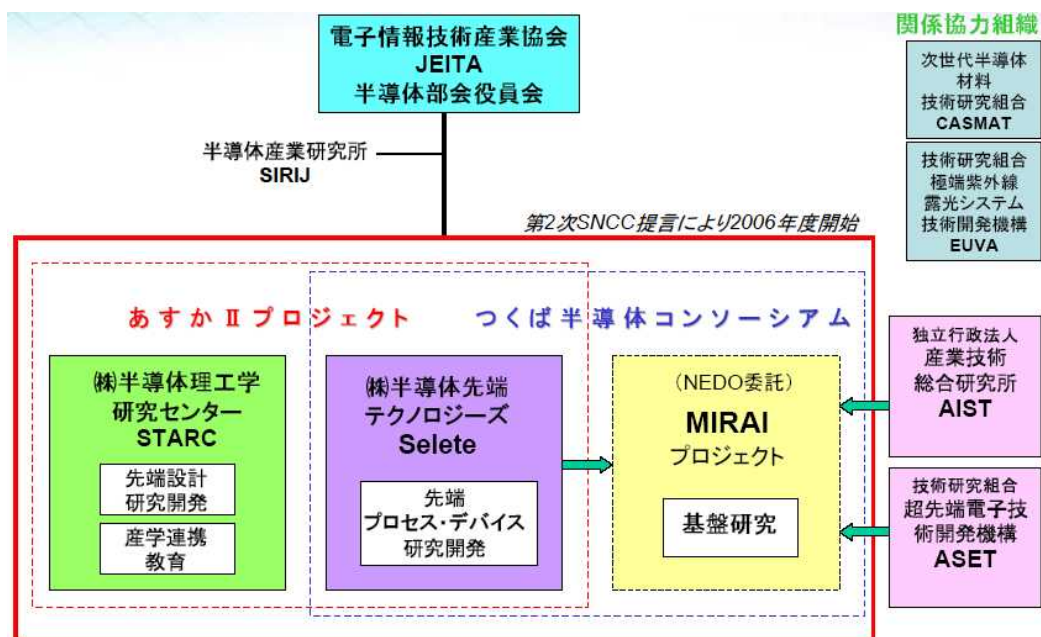 電子情報技術産業協会
JEITA
半導体部会役員会
関係協力組織
次世代半導体
材料
技術研究組合
CASMAT
半導体産業研究所
SIRIJ
技術研究組合
極端紫外線
露光システム
技術開発機構
EUVA
第2次SNCC提言により2006年度開始
あすかⅡプロジェクト
つくば半導体コンソーシアム
㈱半導体理工学
研究センター
STARC
先端設計
研究開発
産学連携
教育
㈱半導体先端
テクノロジーズ
Selete
先端
プロセス・デバイス
研究開発
(NEDO委託)
MIRAI
プロジェクト
基盤研究
独立行政法人
産業技術
総合研究所
AIST
技術研究組合
超先端電子技
術開発機構
ASET